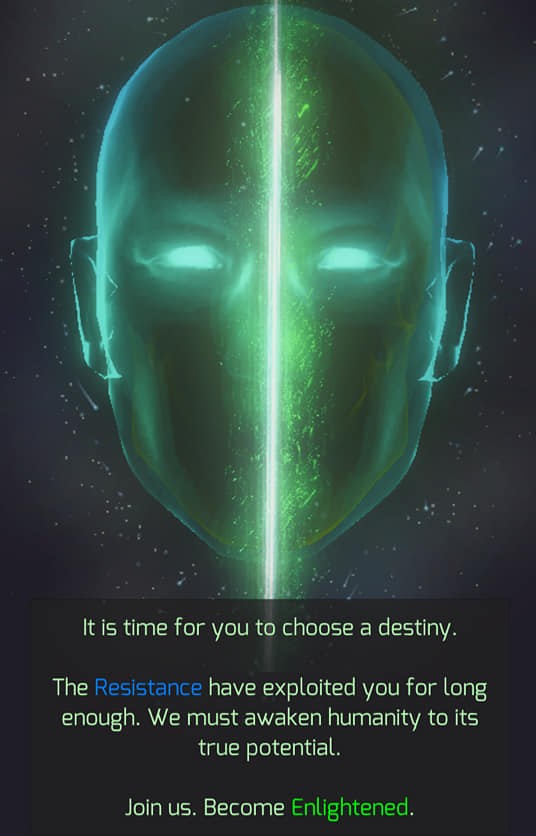 It is time for you to choose a destiny.
The Resistance have exploited you for long
enough. We must awaken humanity to its
true potential.
Join us. Become Enlightened.